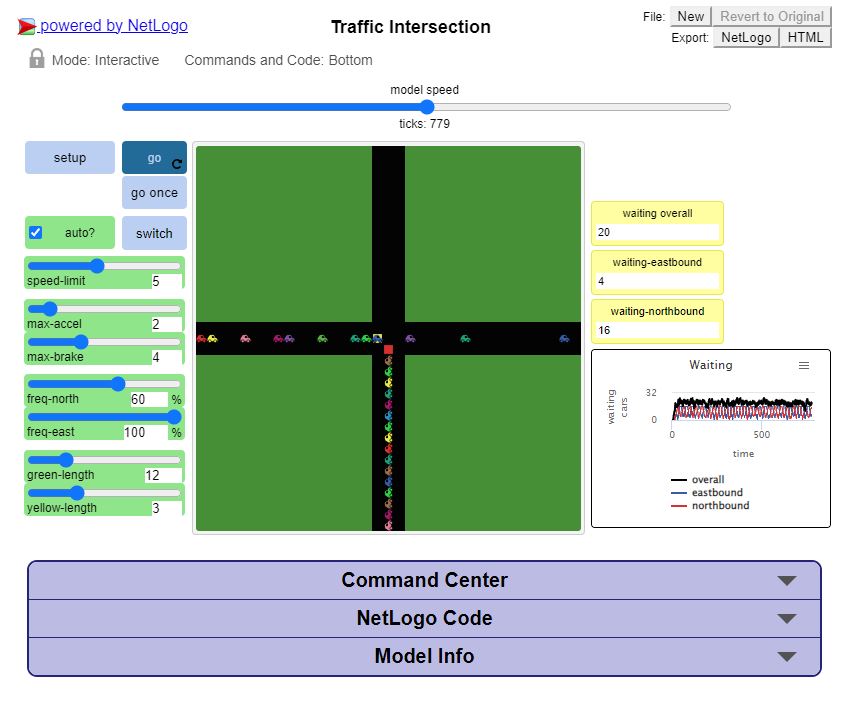 powered by NetLogo
Traffic Intersection
File: New Revert to Original
Export: NetLogo HTML
Mode: Interactive Commands and Code: Bottom
model speed
ticks: 779
setup
go
go once
auto?
switch
speed-limit 5
max-accel 2
max-brake 4
freq-north 60 %
freq-east 100 %
green-length 12
yellow-length 3
waiting overall
20
waiting-eastbound
4
waiting-northbound
16
Waiting
waiting
cars
32
0
0 500
time
overall
eastbound
northbound
Command Center
NetLogo Code
Model Info